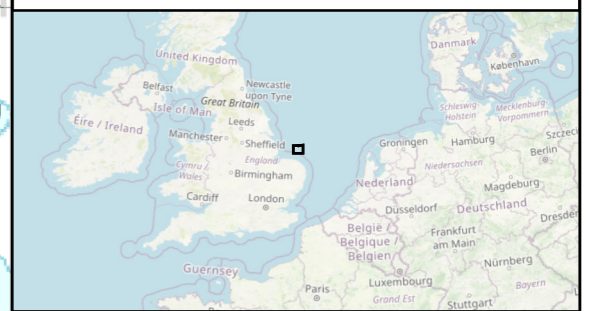 Danmark
København
United Kingdom
Newcastle
upon Tyne
Belfast
Great Britain
Isle of Man
Schleswig-
Holstein
Mecklenburg-
Vorpommern
Éire / Ireland
Leeds
Manchester
Sheffield
Groningen
Hamburg
Szczeci
Berlin
England
Cymru /
Wales
Birmingham
Niedersachsen
Nederland
Magdeburg
Cardiff
London
Dusseldorf
Deutschland
Dresder
België
Belgique /
Belgien
Frankfurt
am Main
Guernsey
Nürnberg
Luxembourg
Paris
Grand Est
Bayern
Stuttgart